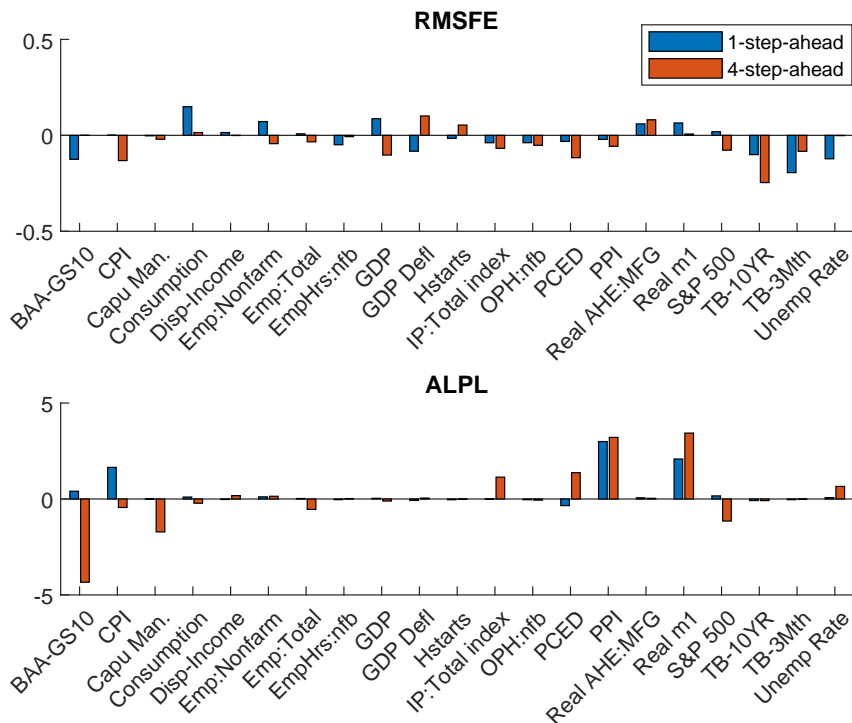 RMSFE
1-step-ahead
4-step-ahead
0.5
0
-0.5
BAA-GS10
CPI
Capu Man.
Consumption
Disp-Income
Emp:Nonfarm
Emp:Total
EmpHrs:nfb
GDP
GDP Defl
Hstarts
IP:Total index
OPH:nfb
PCED
PPI
Real AHE:MFG
Real m1
S&P 500
TB-10YR
TB-3Mth
Unemp Rate
ALPL
5
0
-5
BAA-GS10
CPI
Capu Man.
Consumption
Disp-Income
Emp:Nonfarm
Emp:Total
EmpHrs:nfb
GDP
GDP Defl
Hstarts
IP:Total index
OPH:nfb
PCED
PPI
Real AHE:MFG
Real m1
S&P 500
TB-10YR
TB-3Mth
Unemp Rate